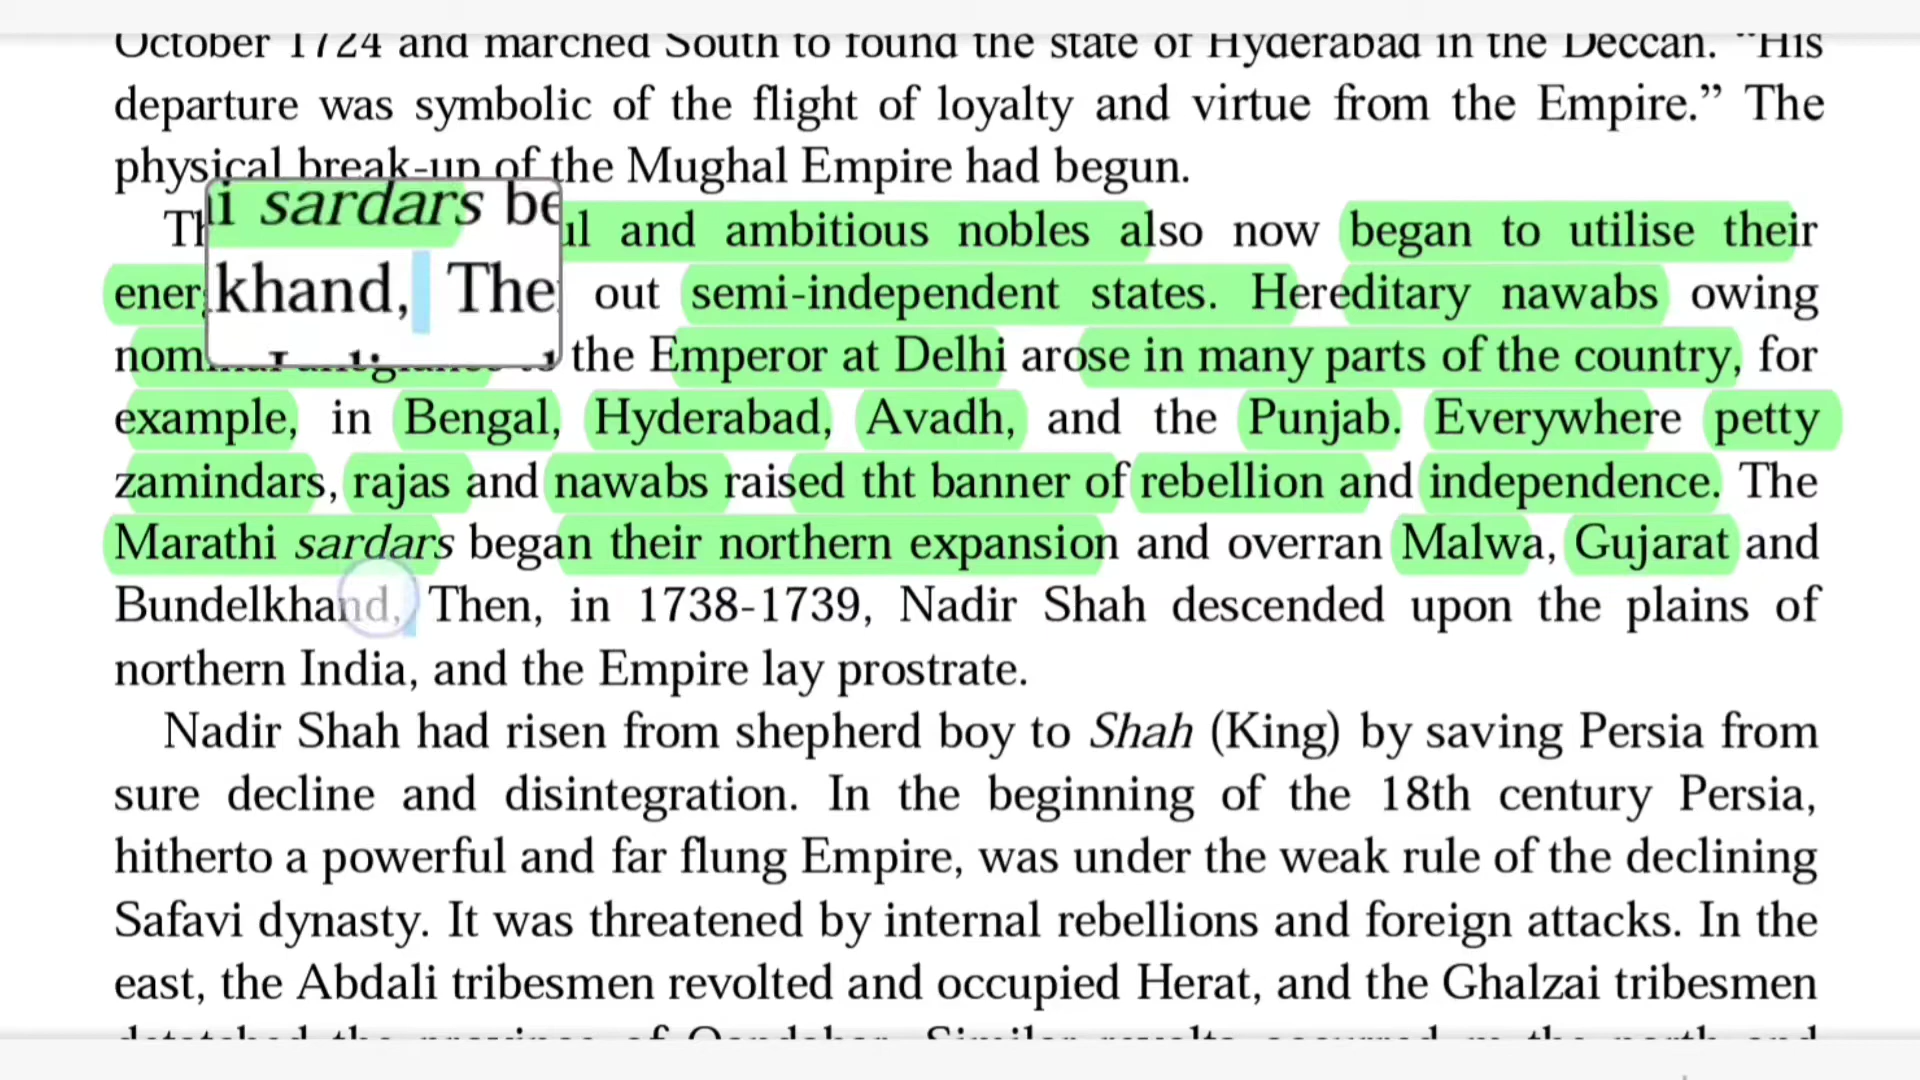 October 1724 and marched South to found the state of Hyderabad in the Deccan. "His
departure was symbolic of the flight of loyalty and virtue from the Empire.” The
physical break-up of the Mughal Empire had begun.
and ambitious nobles also now began to utilise their
out semi-independent states. Hereditary nawabs owing
the Emperor at Delhi arose in many parts of the country, for
example, in Bengal, Hyderabad, Avadh, and the Punjab. Everywhere petty
zamindars, rajas and nawabs raised tht banner of rebellion and independence. The
Marathi sardars began their northern expansion and overran Malwa, Gujarat and
Bundelkhand, Then, in 1738-1739, Nadir Shah descended upon the plains of
northern India, and the Empire lay prostrate.
Nadir Shah had risen from shepherd boy to Shah (King) by saving Persia from
sure decline and disintegration. In the beginning of the 18th century Persia,
hitherto a powerful and far flung Empire, was under the weak rule of the declining
Safavi dynasty. It was threatened by internal rebellions and foreign attacks. In the
east, the Abdali tribesmen revolted and occupied Herat, and the Ghalzai tribesmen
sardars be
khand, The